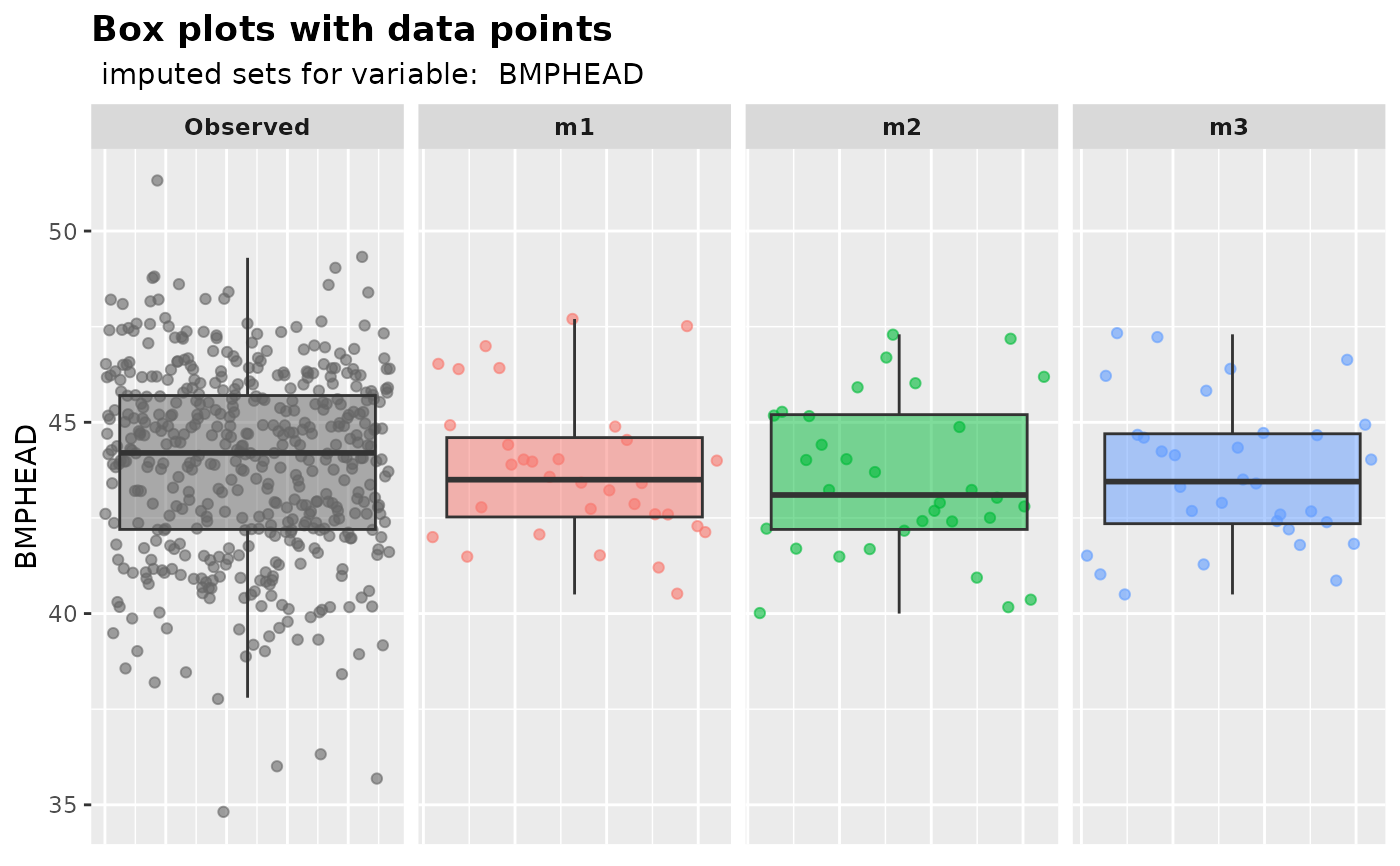 Box plots with data points
imputed sets for variable:  BMPHEAD
Observed
m1
m2
m3
BMPHEAD
50
45
40
35